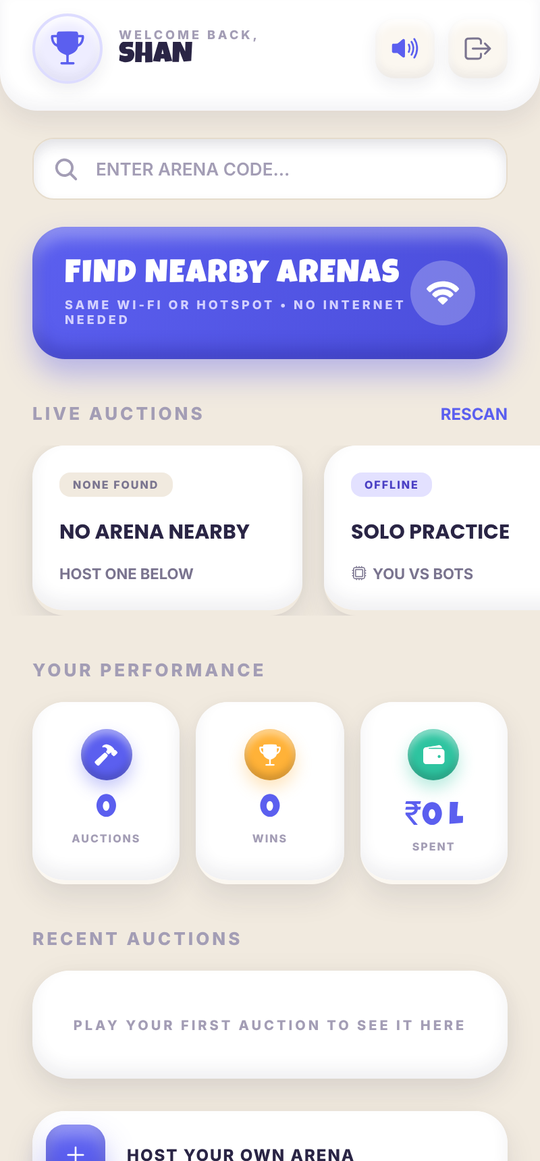 WELCOME BACK,
SHAN
ENTER ARENA CODE...
FIND NEARBY ARENAS
SAME WI-FI OR HOTSPOT • NO INTERNET
NEEDED
LIVE AUCTIONS
RESCAN
NONE FOUND
NO ARENA NEARBY
HOST ONE BELOW
OFFLINE
SOLO PRACTICE
YOU VS BOTS
YOUR PERFORMANCE
0
AUCTIONS
0
WINS
₹0 L
SPENT
RECENT AUCTIONS
PLAY YOUR FIRST AUCTION TO SEE IT HERE
HOST YOUR OWN ARENA